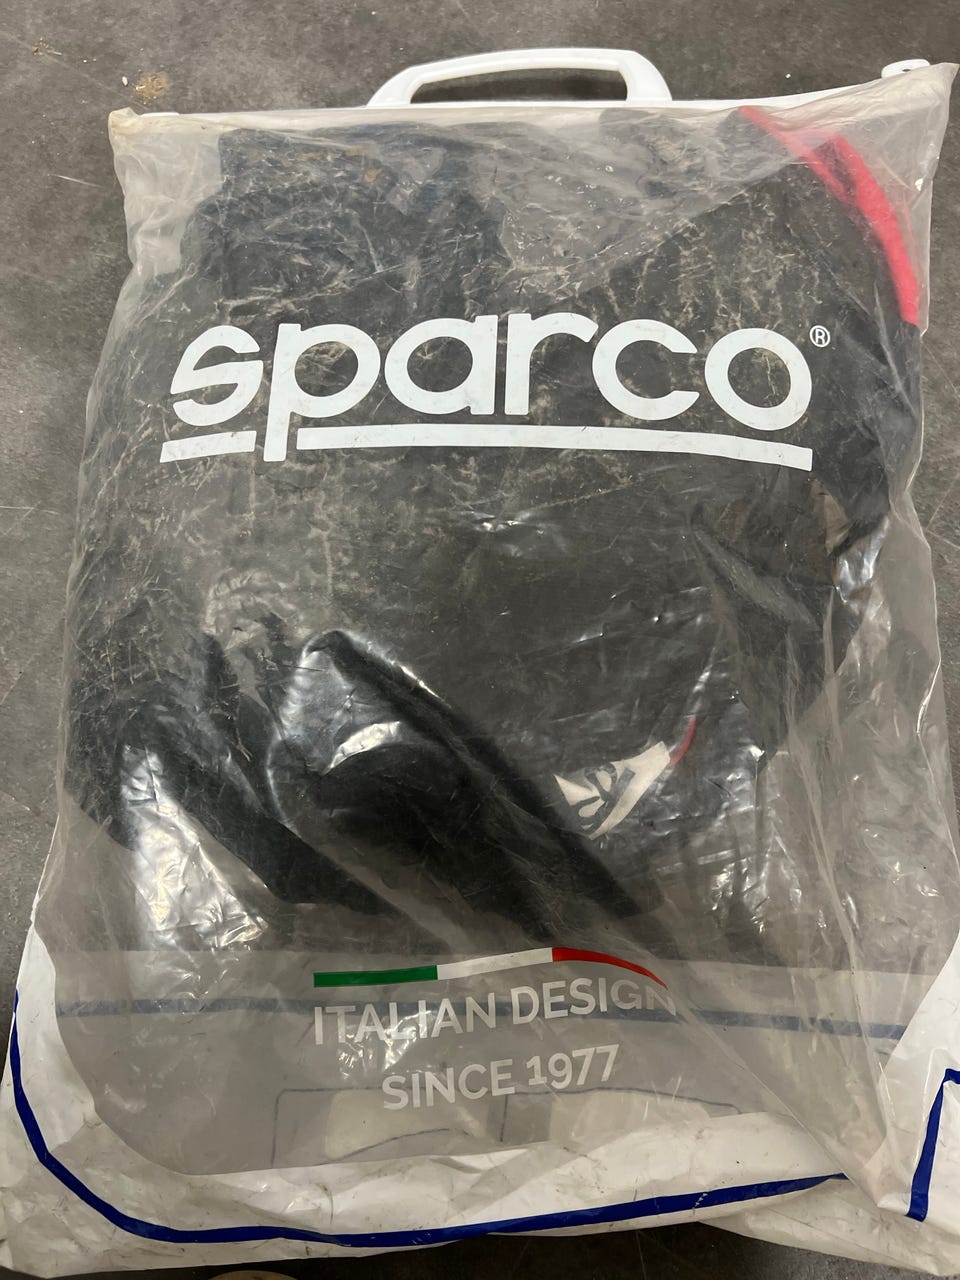 sparco®
ITALIAN DESIGN
SINCE 1977